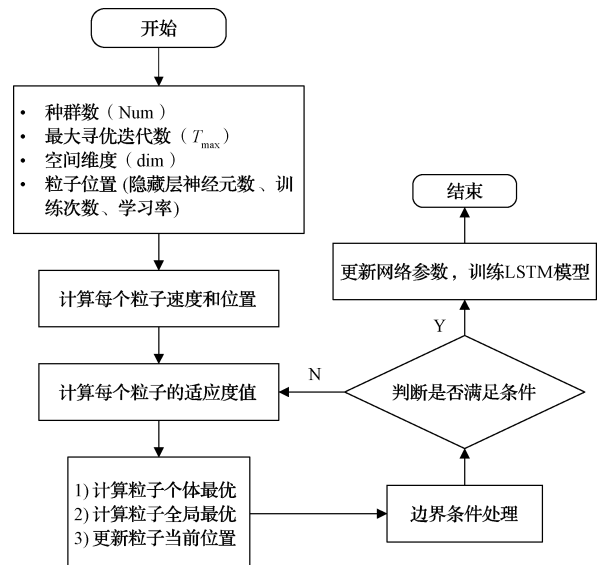 开始
• 种群数（Num）
• 最大寻优迭代数（Tmax）
• 空间维度（dim）
• 粒子位置 (隐藏层神经元数、训
练次数、学习率)
计算每个粒子速度和位置
计算每个粒子的适应度值
1) 计算粒子个体最优
2) 计算粒子全局最优
3) 更新粒子当前位置
边界条件处理
判断是否满足条件
N
Y
更新网络参数，训练LSTM模型
结束